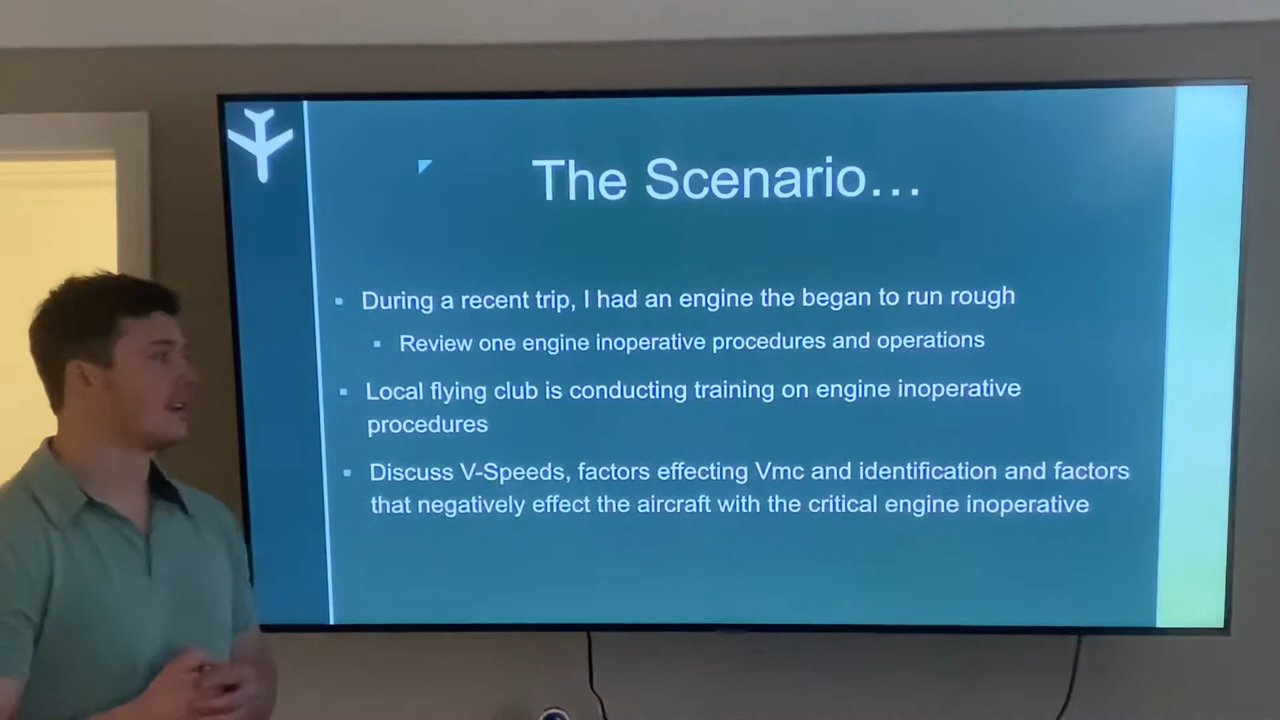 The Scenario...
During a recent trip, I had an engine the began to run rough
Review one engine inoperative procedures and operations
Local flying club is conducting training on engine inoperative
procedures
Discuss V-Speeds, factors effecting Vmc and identification and factors
that negatively effect the aircraft with the critical engine inoperative